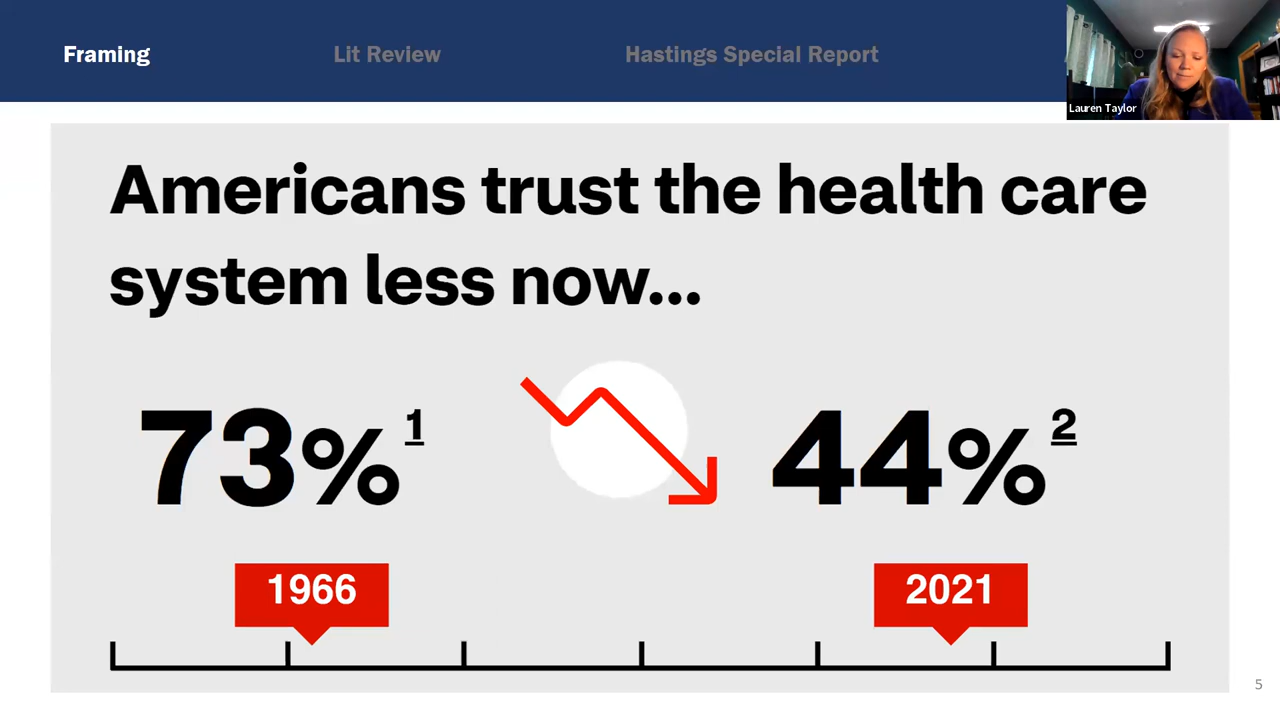 Framing
Lit Review
Hastings Special Report
Lauren Taylor
Americans trust the health care
system less now...
73%1
44%2
1966
2021
5